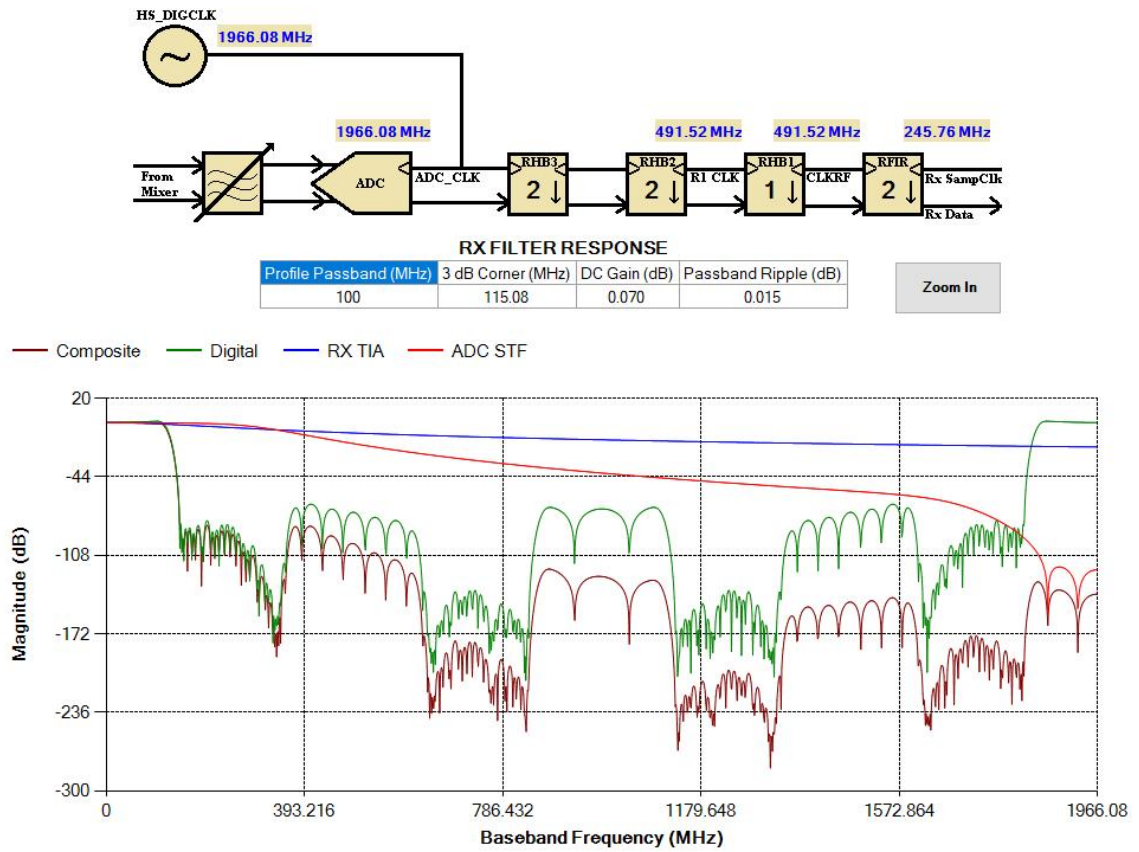 HS_DIGCLK
1966.08 MHz
1966.08 MHz
491.52 MHz
491.52 MHz
245.76 MHz
From
Mixer
ADC
ADC_CLK
RHB3
2
RHB2
2
R1 CLK
RHB1
1
CLKRF
RFIR
2
Rx SampClk
Rx Data
RX FILTER RESPONSE
Profile Passband (MHz) 3 dB Corner (MHz) DC Gain (dB) Passband Ripple (dB)
100 115.08 0.070 0.015
Zoom In
Composite Digital RX TIA ADC STF
20
-44
-108
-172
-236
-300
Magnitude (dB)
0 393.216 786.432 1179.648 1572.864 1966.08
Baseband Frequency (MHz)